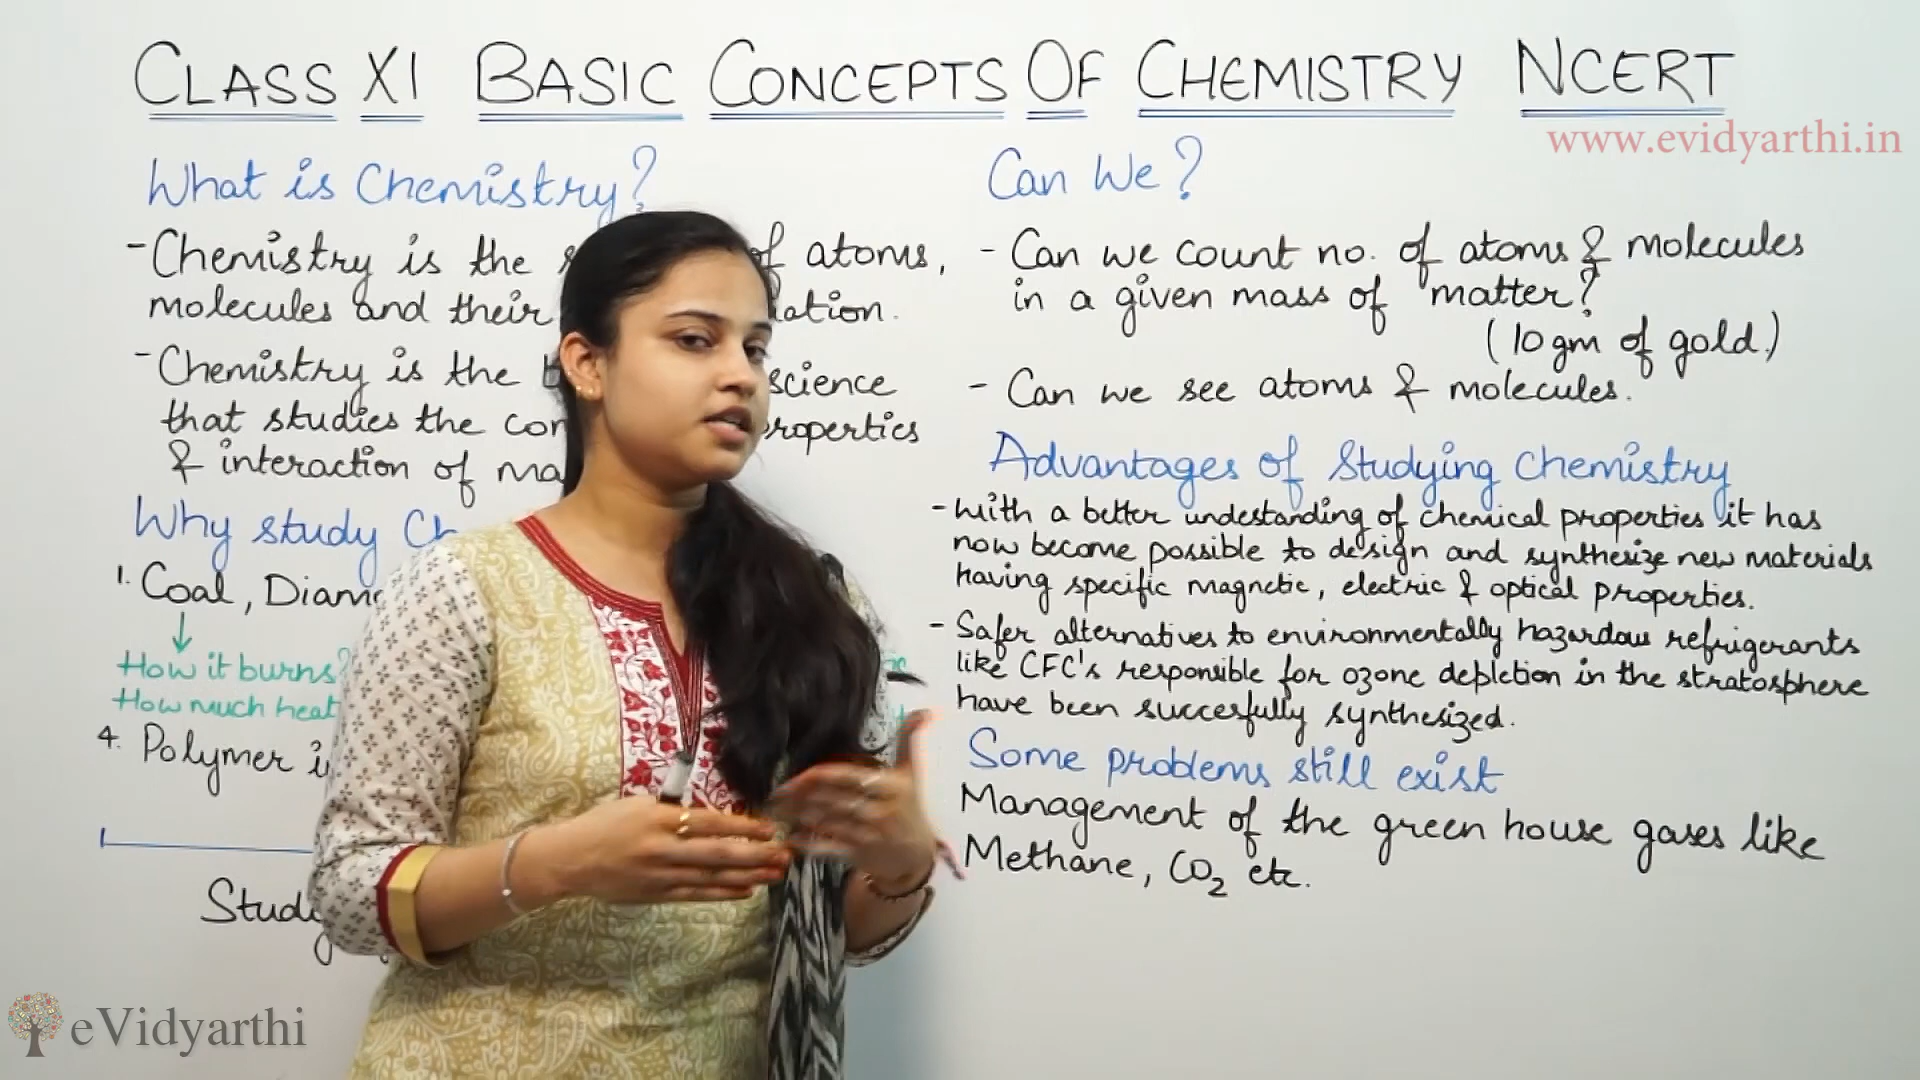 CLASS XI BASIC CONCEPTS OF CHEMISTRY NCERT
www.evidyarthi.in
What is Chemistry?
- Chemistry is the of atoms,
molecules and their
- Chemistry is the science
that studies the properties
& interaction of
Why study
1. Coal,
How it burns?
How much heat
4. Polymer
Can We?
- Can we count no. of atoms & molecules
in a given mass of matter?
(10 gm of gold.)
- Can we see atoms & molecules.
Advantages of Studying Chemistry
- With a better undestanding of chemical properties it has
now become possible to design and synthesize new materials
having specific magnetic, electric & optical properties.
- Safer alternatives to environmentally hazardous refrigerants
like CFC's responsible for ozone depletion in the stratosphere
have been succesfully synthesized.
Some problems still exist
Management of the green house gases like
Methane, CO2 etc.
eVidyarthi